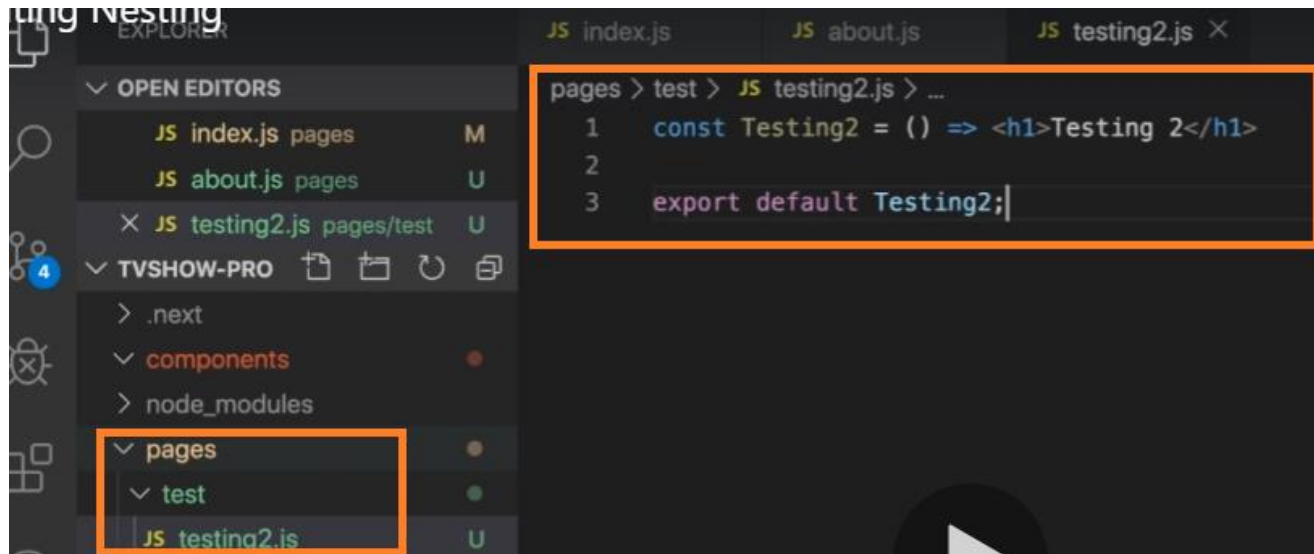 ting Nesting
EXPLORER
JS index.js
JS about.js
JS testing2.js ×
OPEN EDITORS
JS index.js pages M
JS about.js pages U
× JS testing2.js pages/test U
4
TVSHOW-PRO
> .next
components
> node_modules
pages
test
JS testing2.js U
pages > test > JS testing2.js > ...
1 const Testing2 = () => <h1>Testing 2</h1>
2
3 export default Testing2;